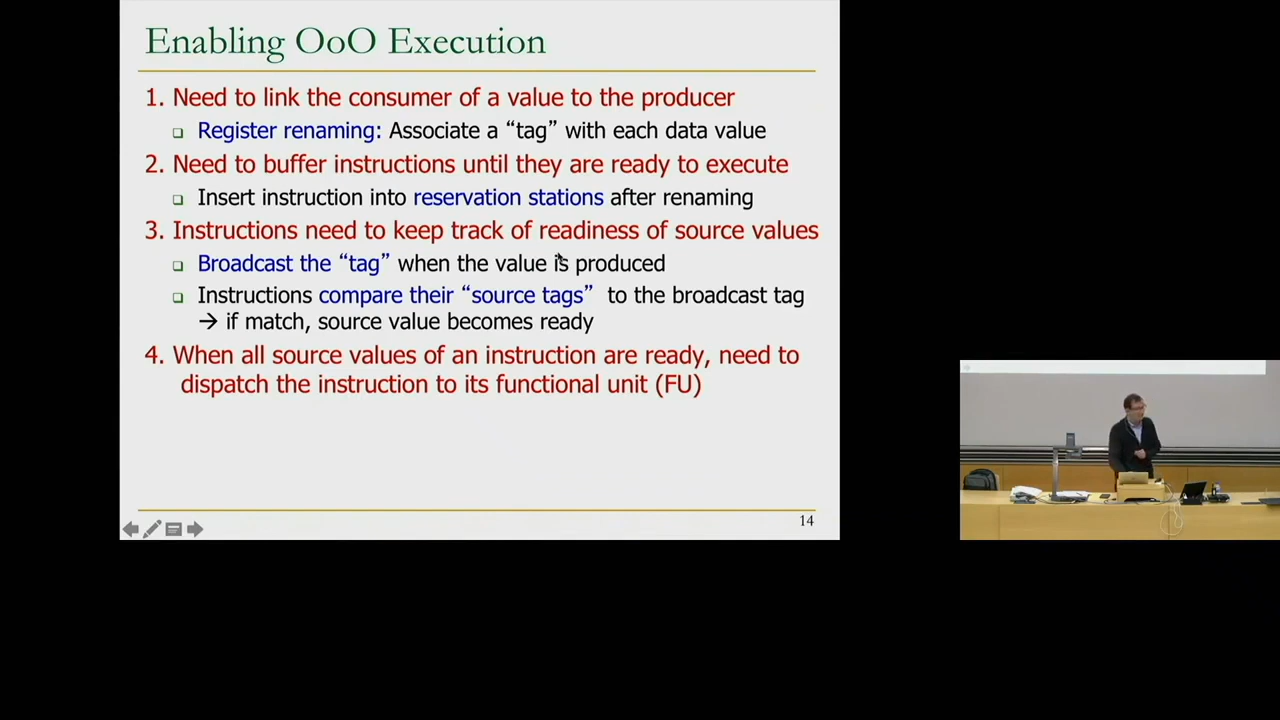 Enabling OoO Execution
1. Need to link the consumer of a value to the producer
Register renaming: Associate a “tag” with each data value
2. Need to buffer instructions until they are ready to execute
Insert instruction into reservation stations after renaming
3. Instructions need to keep track of readiness of source values
Broadcast the “tag” when the value is produced
Instructions compare their “source tags” to the broadcast tag
→ if match, source value becomes ready
4. When all source values of an instruction are ready, need to
dispatch the instruction to its functional unit (FU)
14